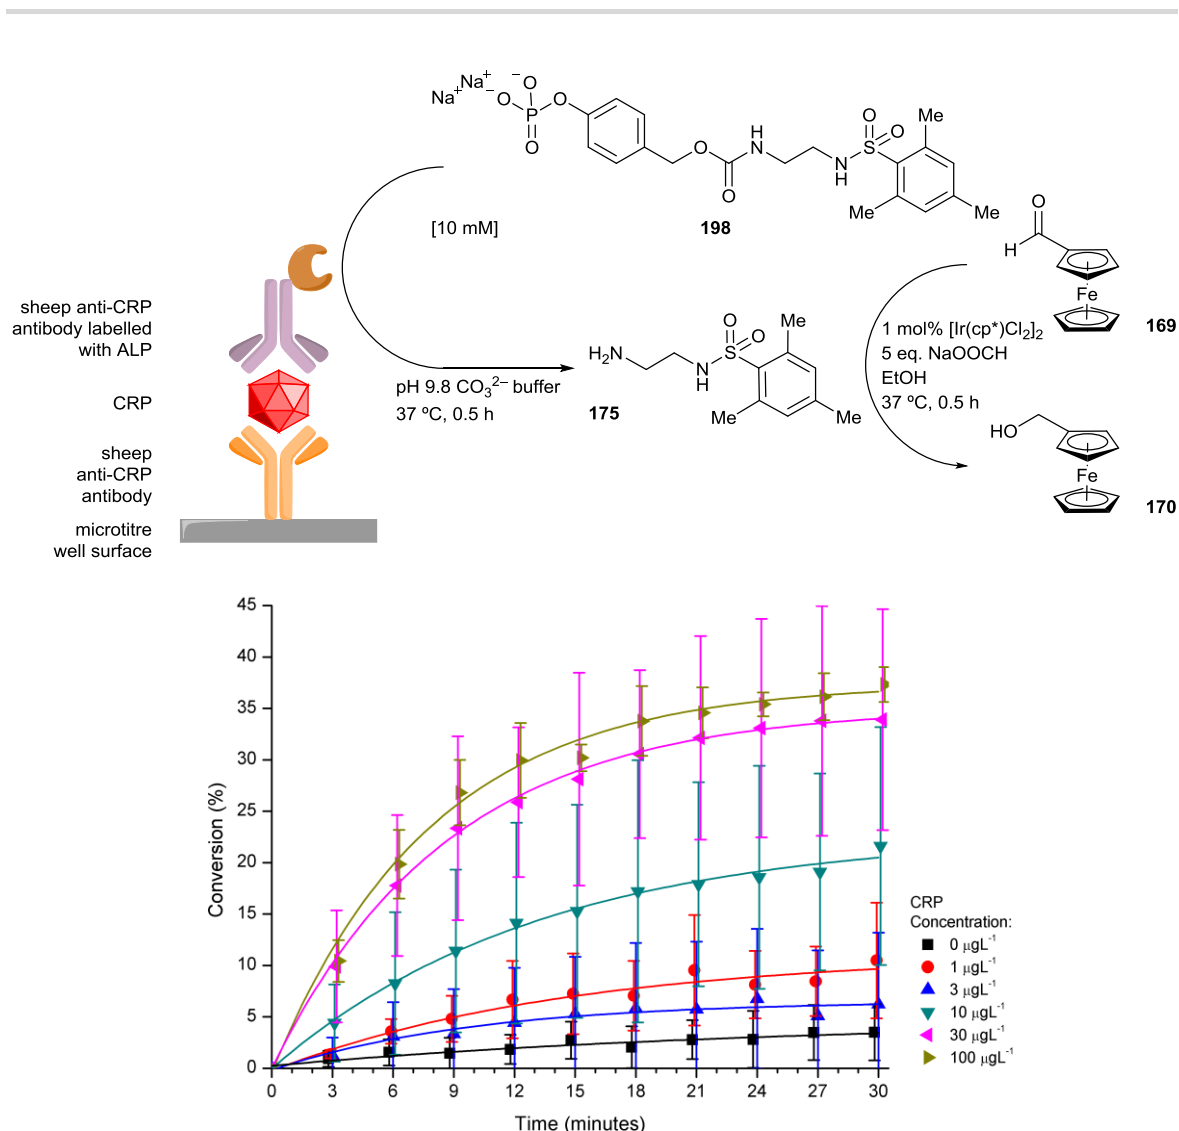 Na+
Na+
−O
−O
O
P
O
O
O
H
N
N
H
O
O
S
Me
Me
Me
198
[10 mM]
O
H
Fe
169
sheep anti-CRP
antibody labelled
with ALP
CRP
sheep
anti-CRP
antibody
microtitre
well surface
pH 9.8 CO₃²⁻ buffer
37 ºC, 0.5 h
H₂N
N
H
S
O
O
Me
Me
Me
175
1 mol% [Ir(cp*)Cl₂]₂
5 eq. NaOOCH
EtOH
37 ºC, 0.5 h
HO
Fe
170
45
40
35
30
25
20
15
10
5
0
Conversion (%)
0 3 6 9 12 15 18 21 24 27 30
Time (minutes)
CRP
Concentration:
0 μgL⁻¹
1 μgL⁻¹
3 μgL⁻¹
10 μgL⁻¹
30 μgL⁻¹
100 μgL⁻¹